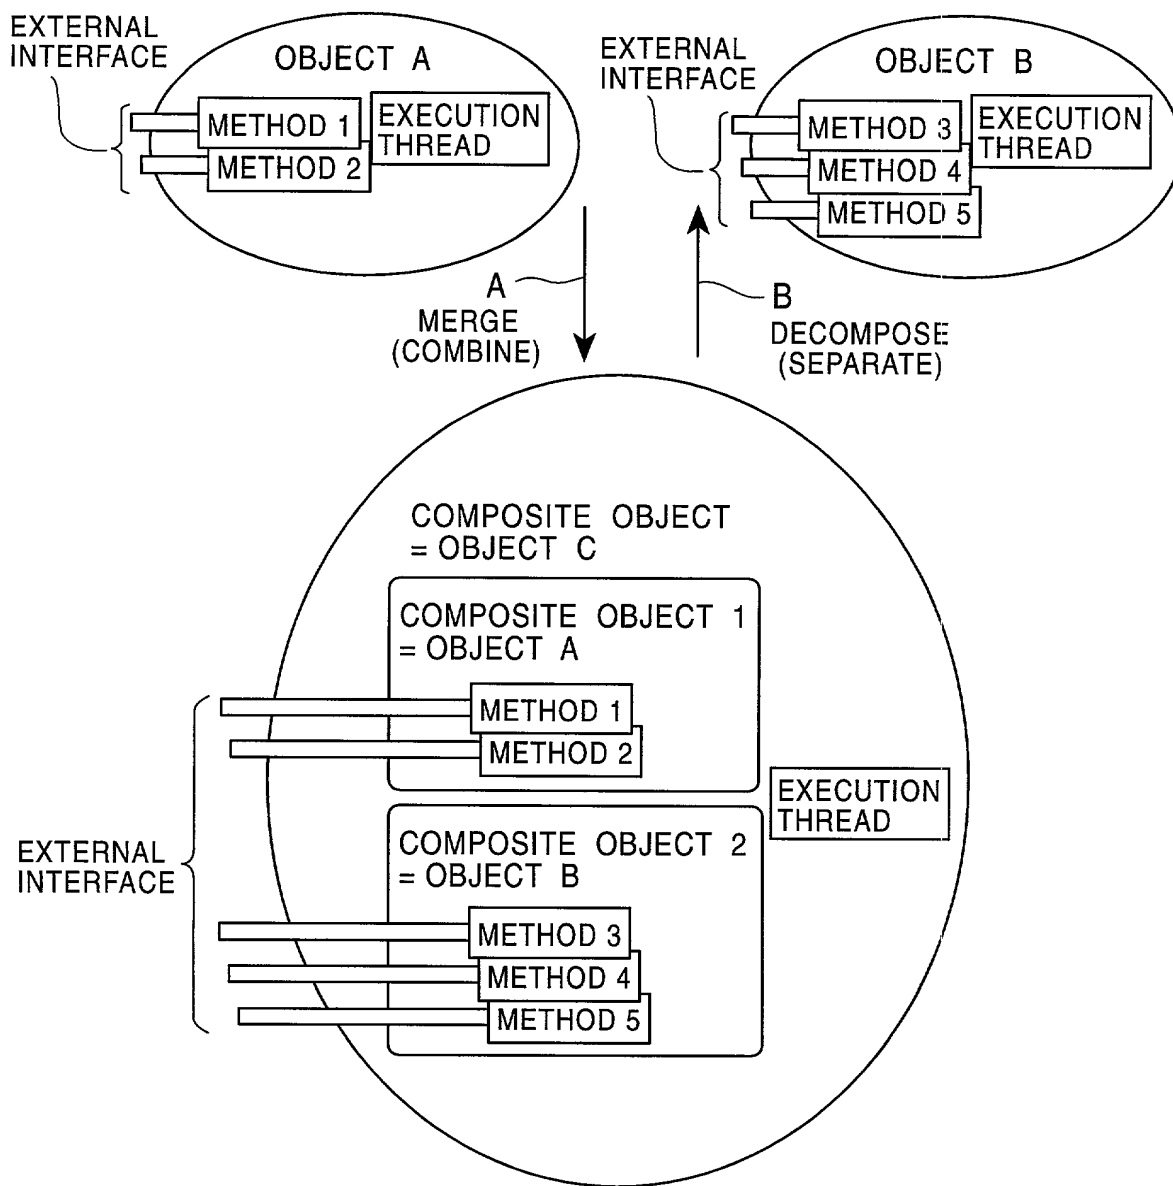 EXTERNAL
INTERFACE
OBJECT A
METHOD 1
METHOD 2
EXECUTION
THREAD
EXTERNAL
INTERFACE
OBJECT B
METHOD 3
METHOD 4
METHOD 5
EXECUTION
THREAD
A
MERGE
(COMBINE)
B
DECOMPOSE
(SEPARATE)
COMPOSITE OBJECT
= OBJECT C
COMPOSITE OBJECT 1
= OBJECT A
METHOD 1
METHOD 2
EXECUTION
THREAD
EXTERNAL
INTERFACE
COMPOSITE OBJECT 2
= OBJECT B
METHOD 3
METHOD 4
METHOD 5